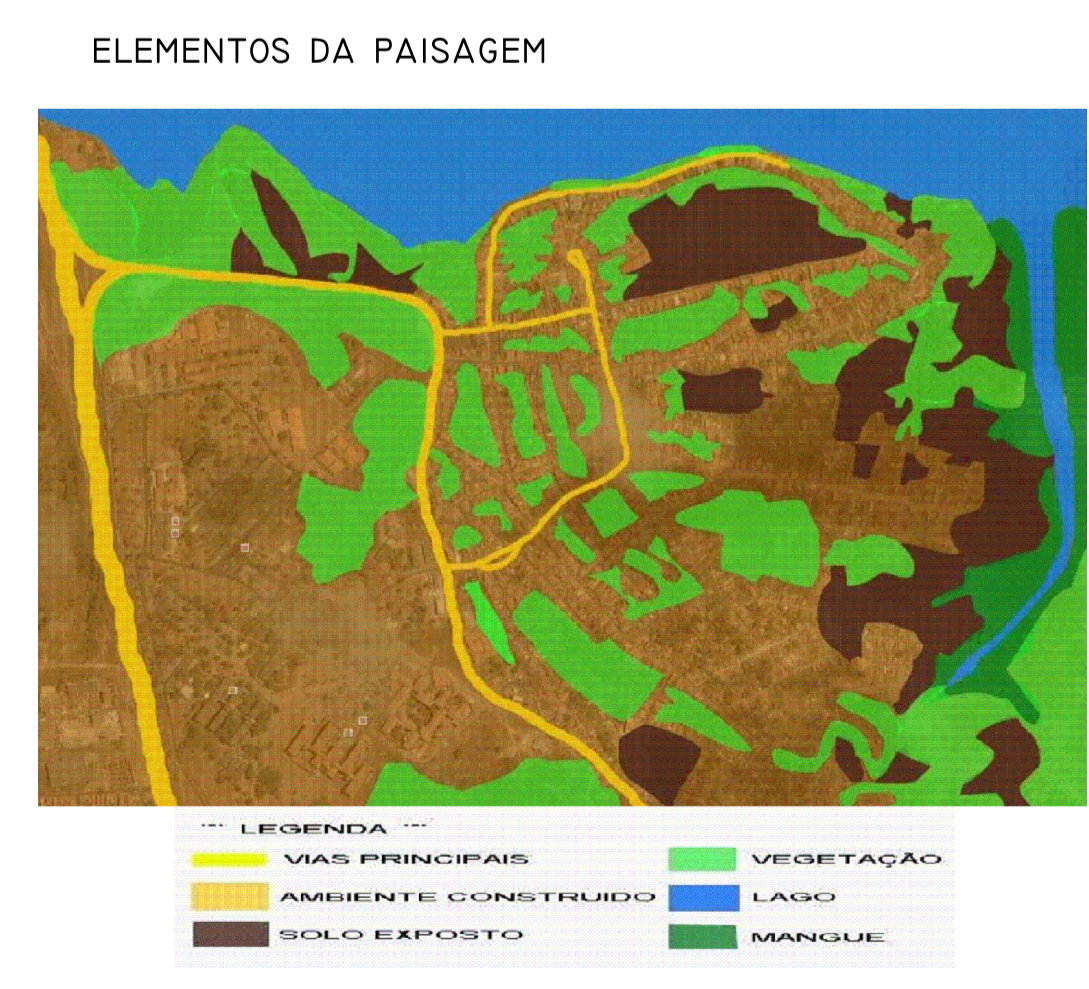 ELEMENTOS DA PAISAGEM
LEGENDA
VIAS PRINCIPAIS
AMBIENTE CONSTRUIDO
SOLO EXPOSTO
VEGETAÇÃO
LAGO
MANGUE